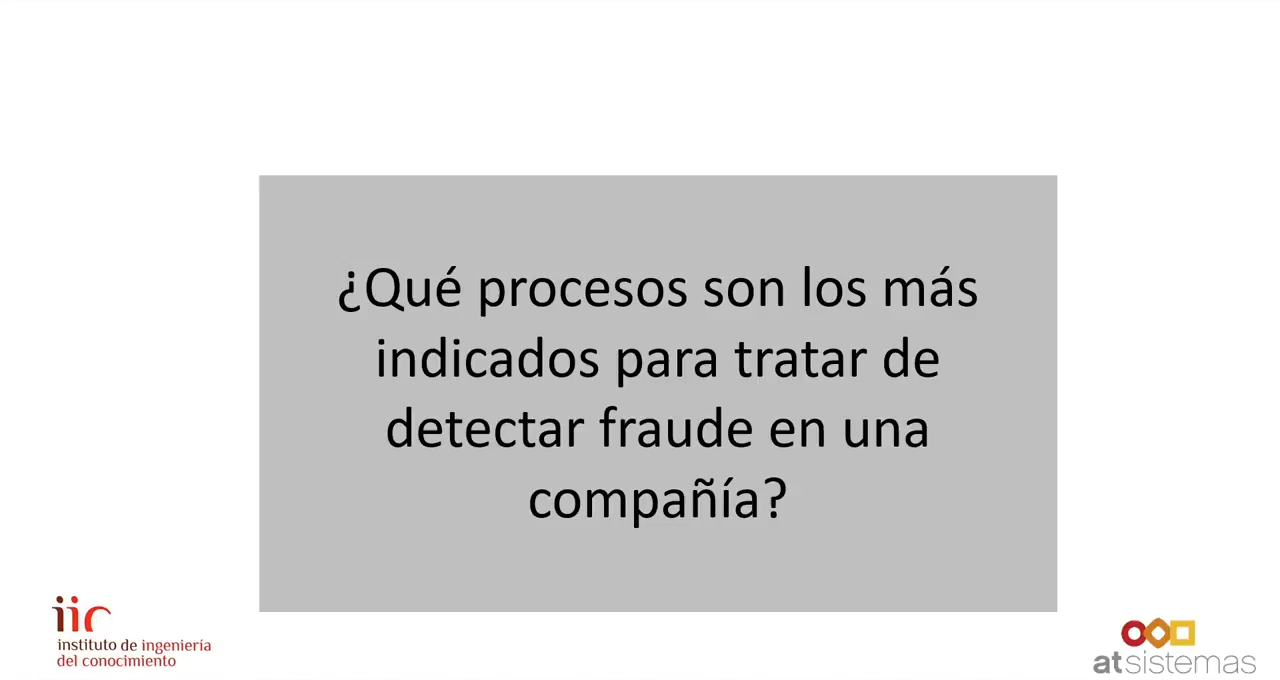 ¿Qué procesos son los más
indicados para tratar de
detectar fraude en una
compañía?
iic
instituto de ingeniería
del conocimiento
atsistemas